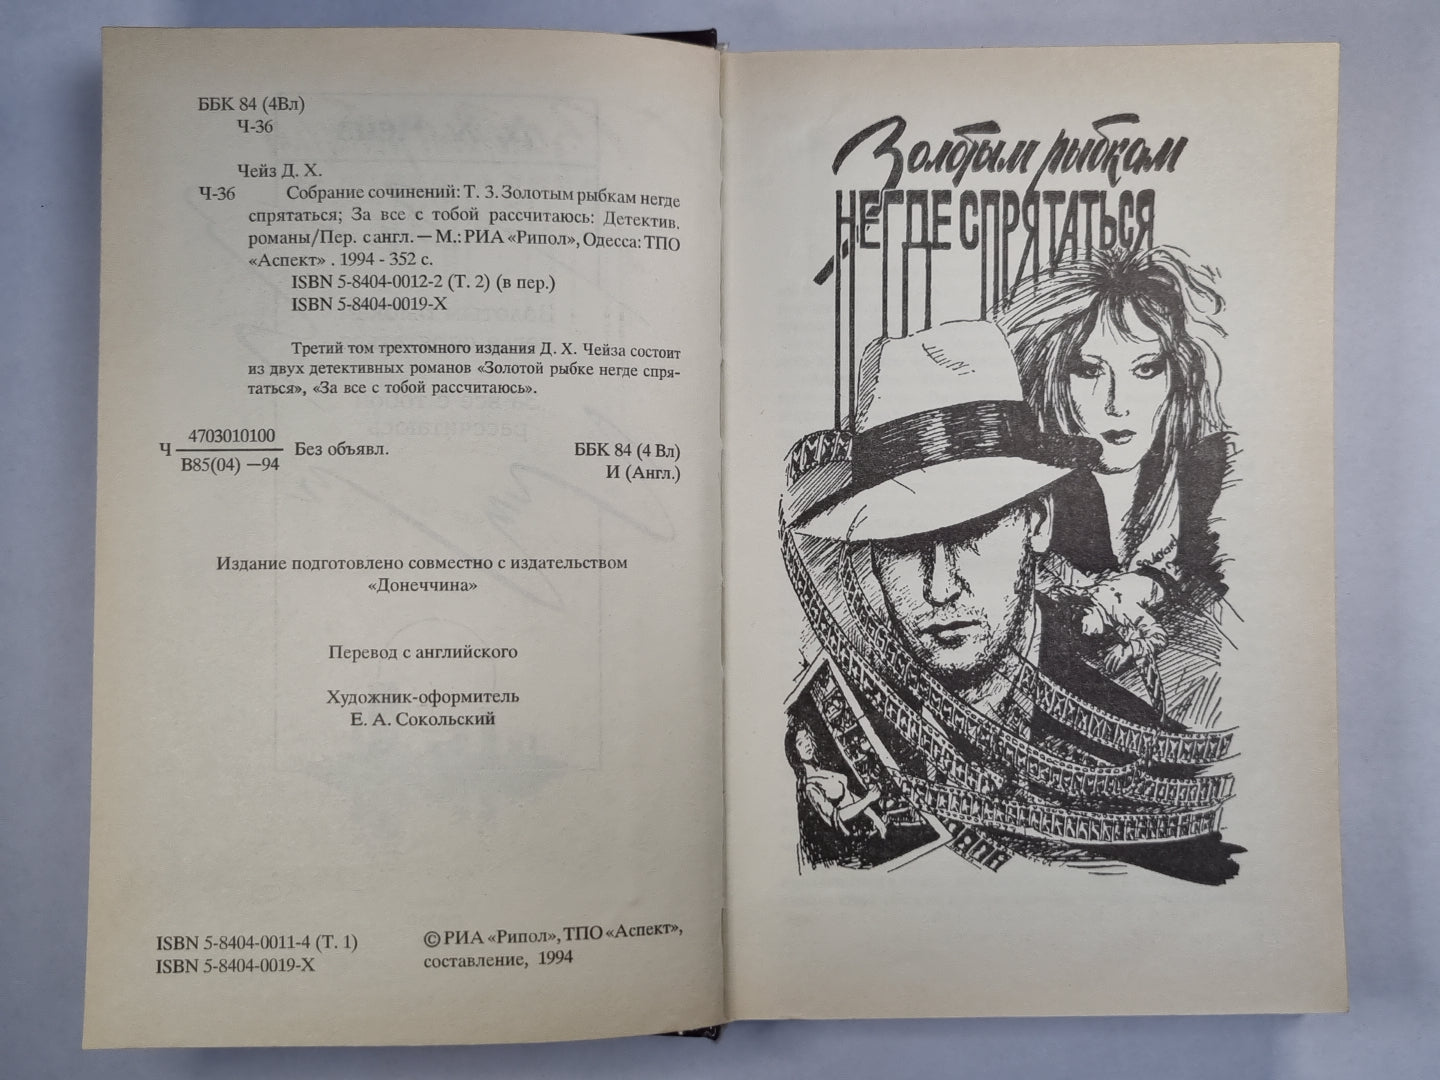 ББК 84 (4Вл)
Ч-36
Чейз Д. Х.
Ч-36 Собрание сочинений: Т. 3. Золотым рыбкам негде
спрятаться; За все с тобой рассчитаюсь: Детектив.
романы/Пер. с англ. — М.: РИА «Рипол», Одесса: ТПО
«Аспект» . 1994 - 352 с.
ISBN 5-8404-0012-2 (Т. 2) (в пер.)
ISBN 5-8404-0019-X
Третий том трехтомного издания Д. Х. Чейза состоит
из двух детективных романов «Золотой рыбке негде спря-
таться», «За все с тобой рассчитаюсь».
Ч 4703010100 Без объявл.
В85(04) —94
ББК 84 (4 Вл)
И (Англ.)
Издание подготовлено совместно с издательством
«Донеччина»
Перевод с английского
Художник-оформитель
Е. А. Сокольский
ISBN 5-8404-0011-4 (Т. 1)
ISBN 5-8404-0019-X
© РИА «Рипол», ТПО «Аспект»,
составление, 1994
Золотым рыбкам
НЕГДЕ СПРЯТАТЬСЯ